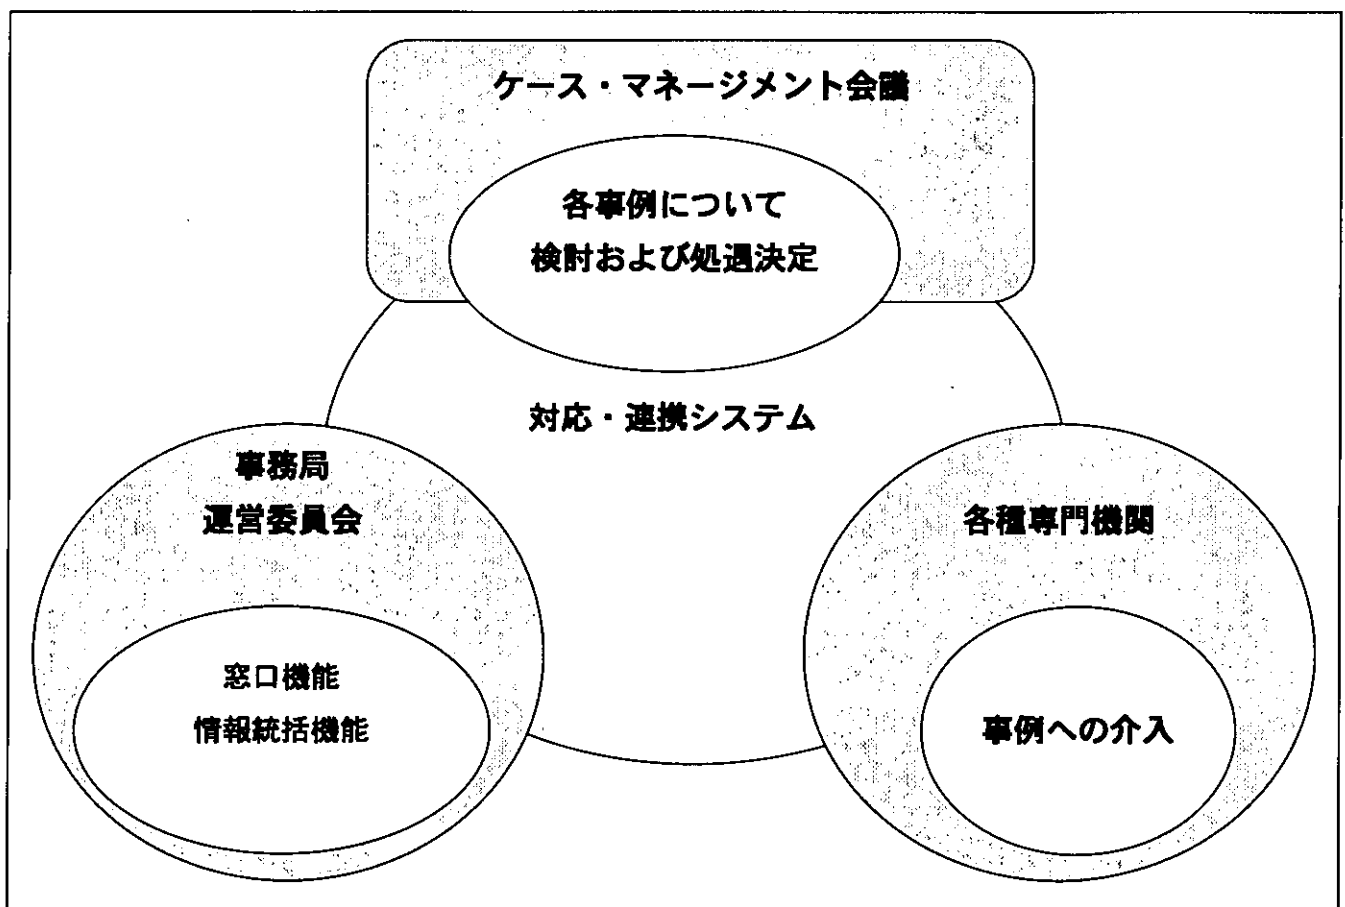 ケース・マネージメント会議
各事例について
検討および処遇決定
対応・連携システム
事務局
運営委員会
各種専門機関
窓口機能
情報統括機能
事例への介入